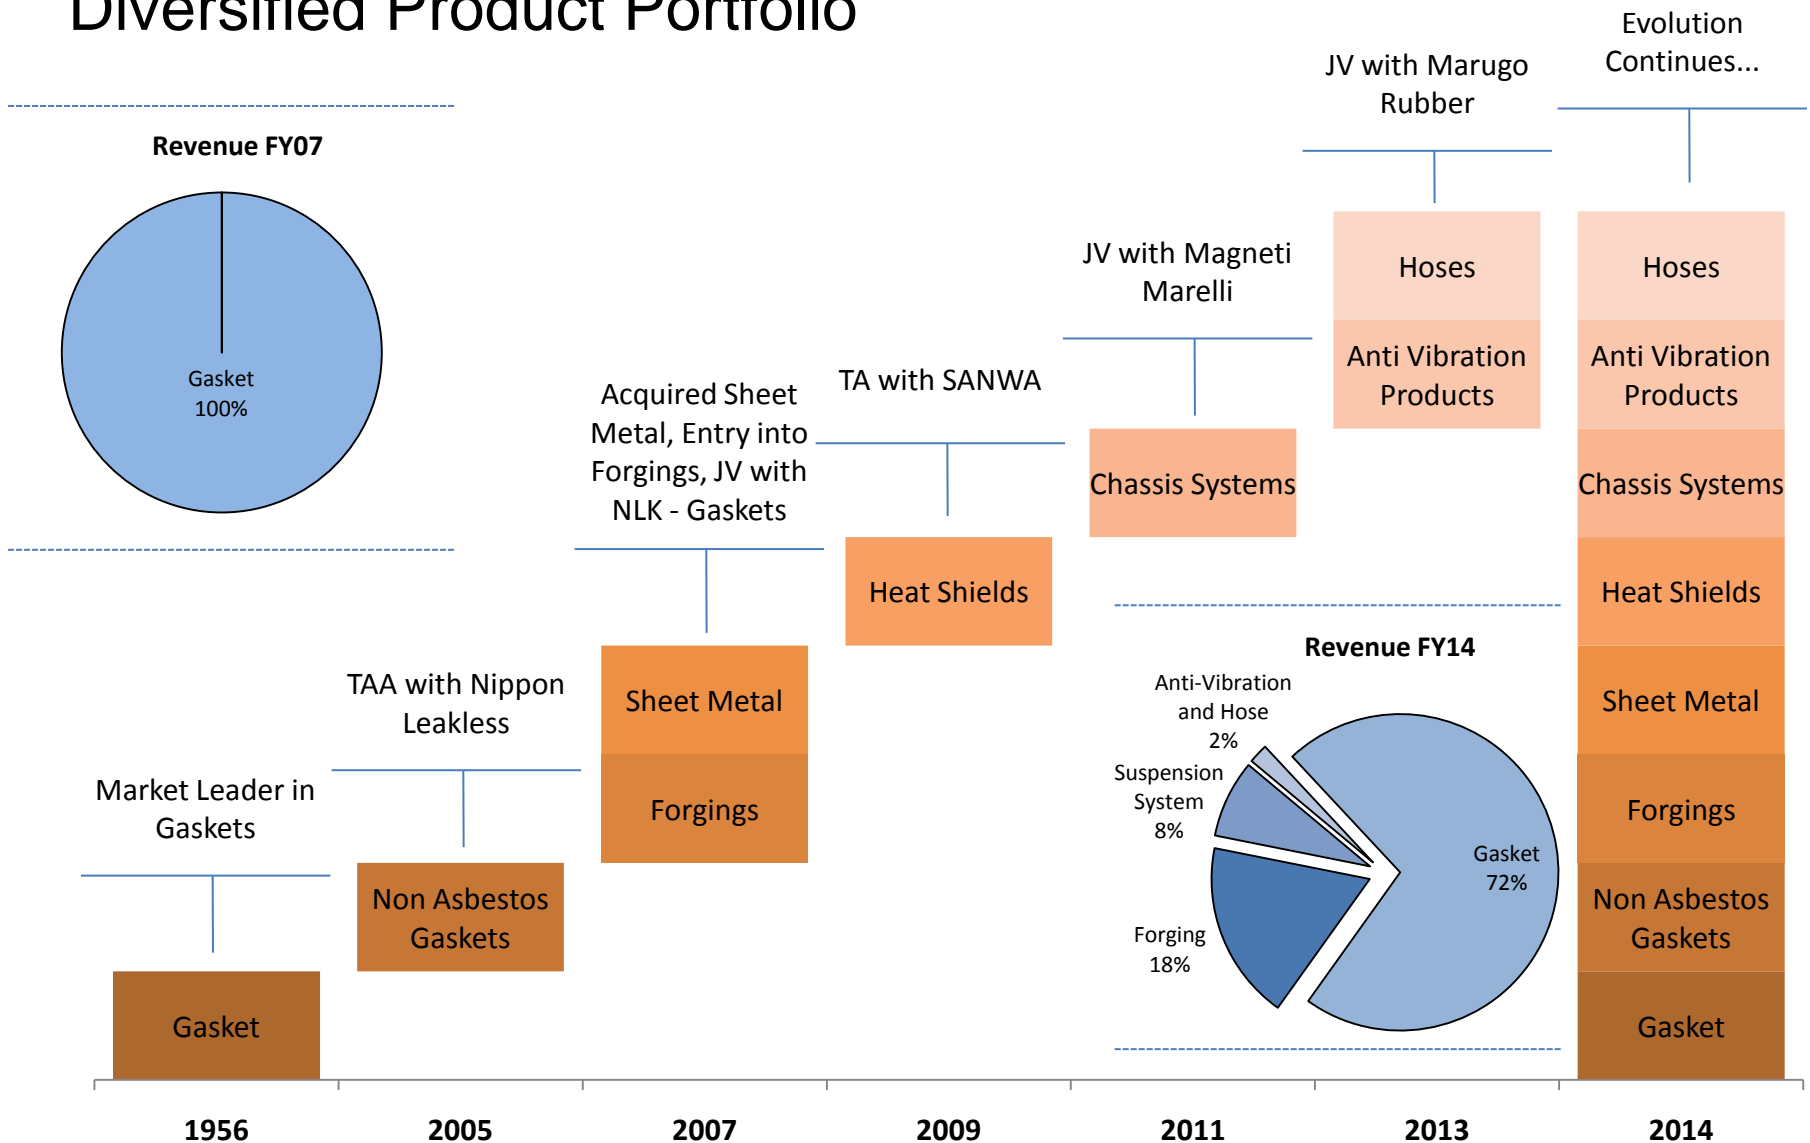 Diversified Product Portfolio
Evolution
Continues...
JV with Marugo
Rubber
Revenue FY07
Gasket
100%
JV with Magneti
Marelli
Hoses
Hoses
Anti Vibration
Products
Anti Vibration
Products
TA with SANWA
Acquired Sheet
Metal, Entry into
Forgings, JV with
NLK - Gaskets
Chassis Systems
Chassis Systems
Heat Shields
Heat Shields
Revenue FY14
Anti-Vibration
and Hose
2%
Suspension
System
8%
Forging
18%
Gasket
72%
TAA with Nippon
Leakless
Sheet Metal
Sheet Metal
Market Leader in
Gaskets
Forgings
Forgings
Non Asbestos
Gaskets
Non Asbestos
Gaskets
Gasket
Gasket
1956
2005
2007
2009
2011
2013
2014